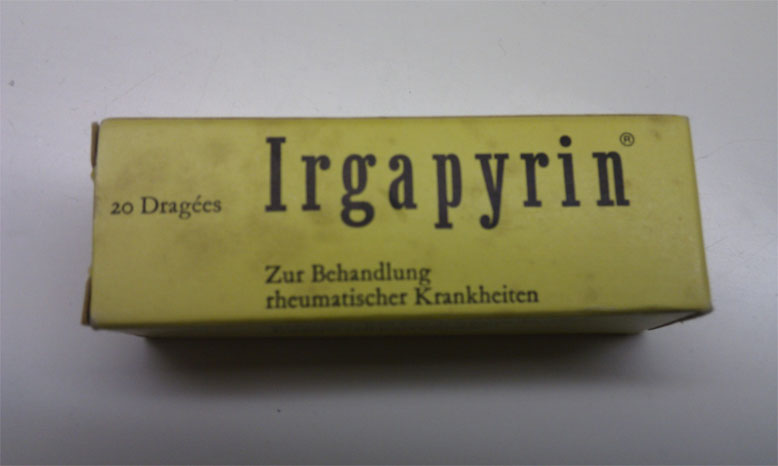 20 Dragées
Irgapyrin®
Zur Behandlung
rheumatischer Krankheiten